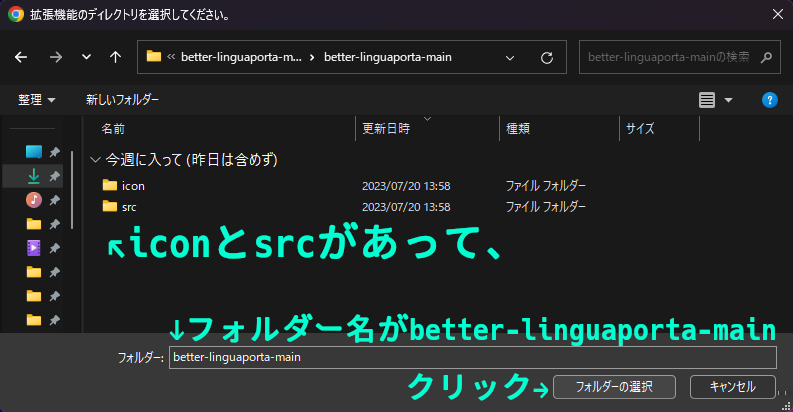 拡張機能のディレクトリを選択してください。
« better-linguaporta-m... › better-linguaporta-main
better-linguaporta-mainの検索
整理 新しいフォルダー
名前 更新日時 種類 サイズ
今週に入って (昨日は含めず)
icon 2023/07/20 13:58 ファイル フォルダー
src 2023/07/20 13:58 ファイル フォルダー
↖iconとsrcがあって、
↓フォルダー名がbetter-linguaporta-main
フォルダー: better-linguaporta-main
クリック→ フォルダーの選択 キャンセル